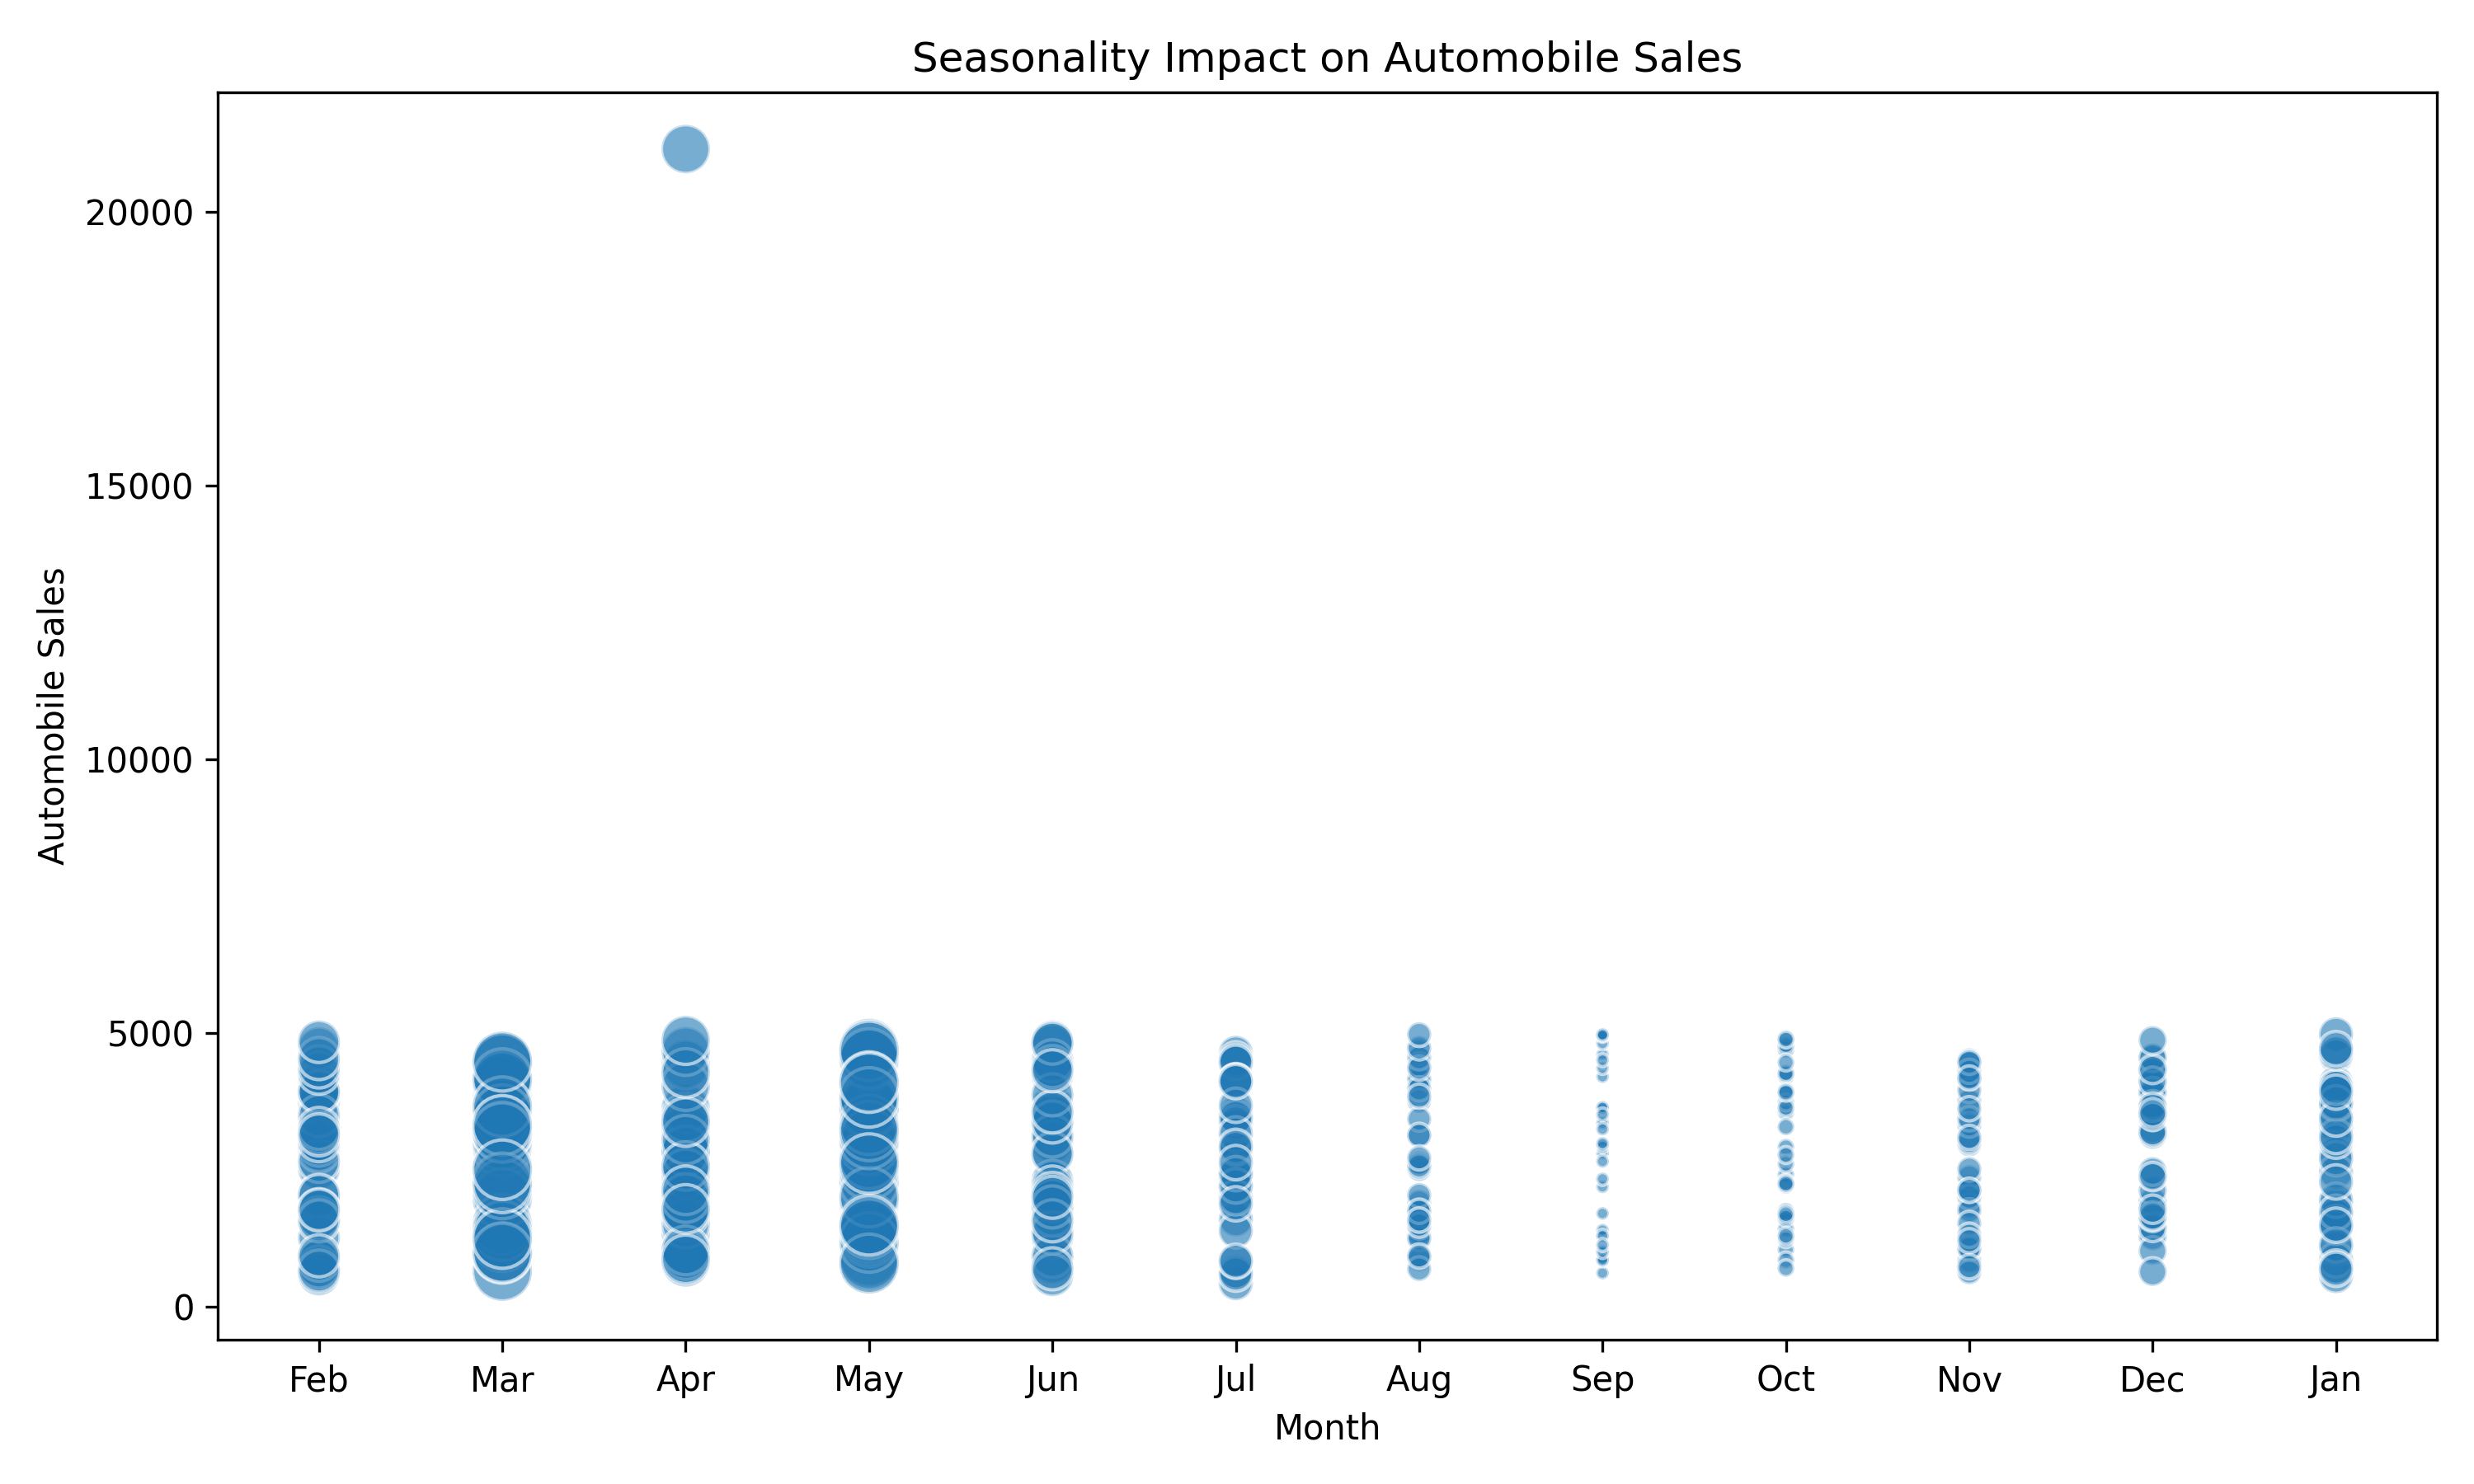 Seasonality Impact on Automobile Sales
20000
15000
10000
5000
0
Automobile Sales
Feb Mar Apr May Jun Jul Aug Sep Oct Nov Dec Jan
Month